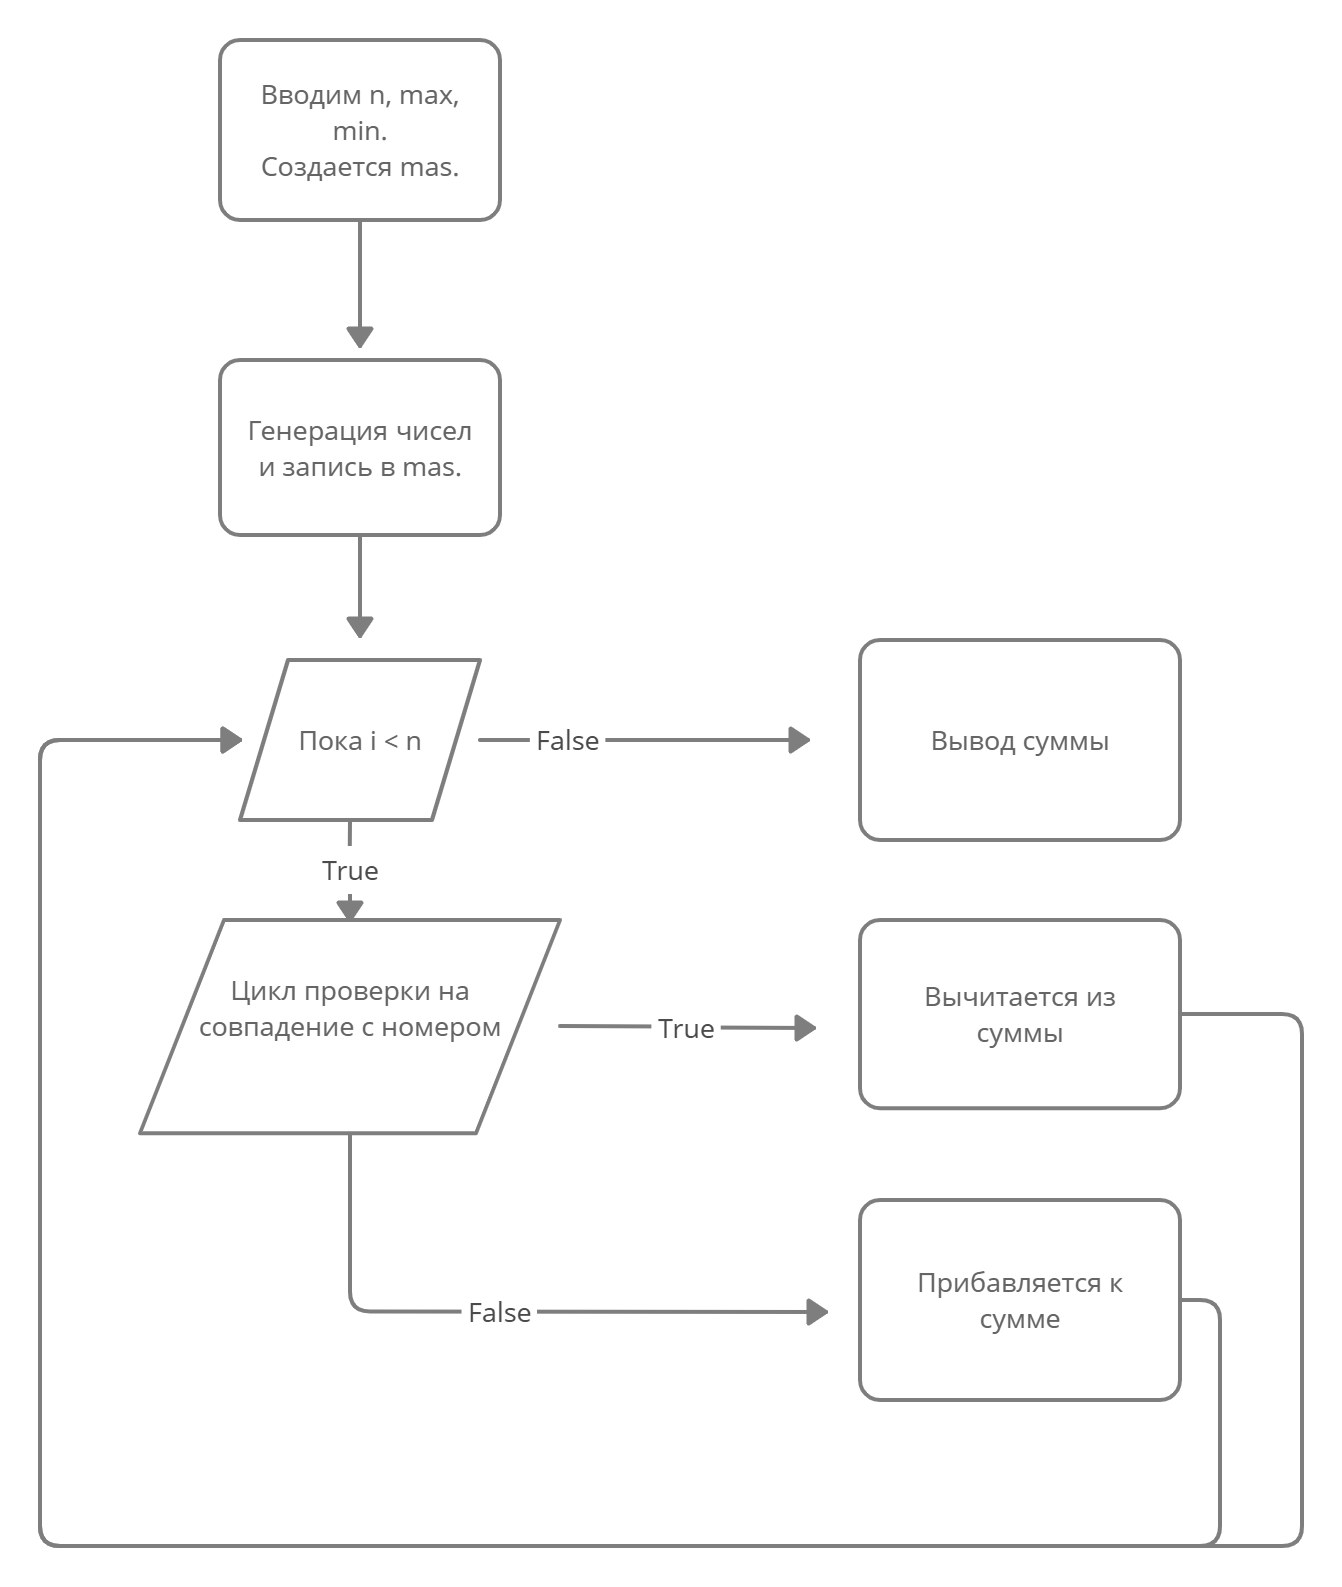 Вводим n, max,
min.
Создается mas.
Генерация чисел
и запись в mas.
Пока i < n
False
Вывод суммы
True
Цикл проверки на
совпадение с номером
True
Вычитается из
суммы
False
Прибавляется к
сумме